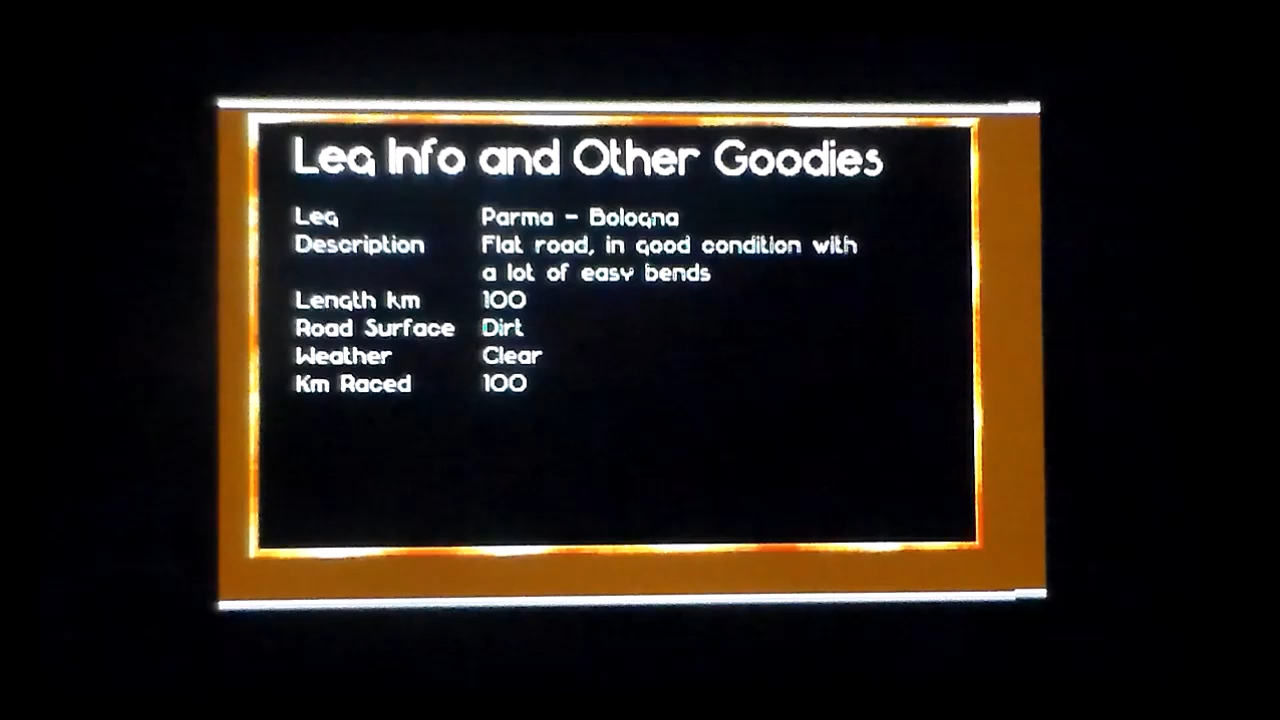 Leg Info and Other Goodies
Leg Parma - Bologna
Description Flat road, in good condition with
a lot of easy bends
Length km 100
Road Surface Dirt
Weather Clear
Km Raced 100